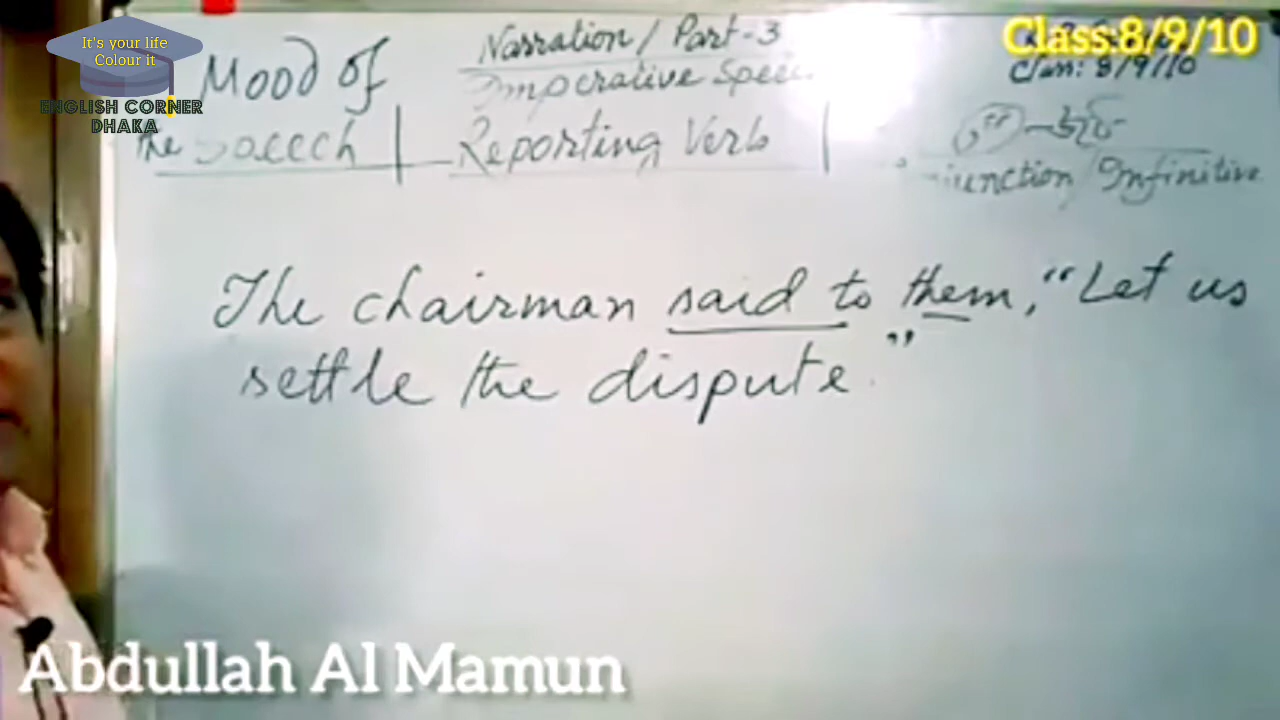 It's your life
Colour it
ENGLISH CORNER
DHAKA
Class:8/9/10
Narration / Part-3
Imperative Speec
Class: 8/9/10
Mood of
the Speech
Reporting Verb
Infinitive
The chairman said to them, "Let us
settle the dispute."
Abdullah Al Mamun